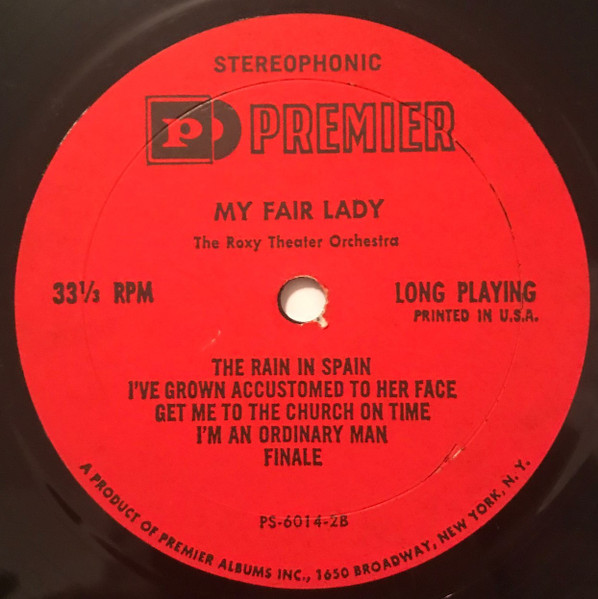 STEREOPHONIC
P PREMIER
MY FAIR LADY
The Roxy Theater Orchestra
33⅓ RPM
LONG PLAYING
PRINTED IN U.S.A.
THE RAIN IN SPAIN
I'VE GROWN ACCUSTOMED TO HER FACE
GET ME TO THE CHURCH ON TIME
I'M AN ORDINARY MAN
FINALE
PS-6014-2B
A PRODUCT OF PREMIER ALBUMS INC., 1650 BROADWAY, NEW YORK, N. Y.